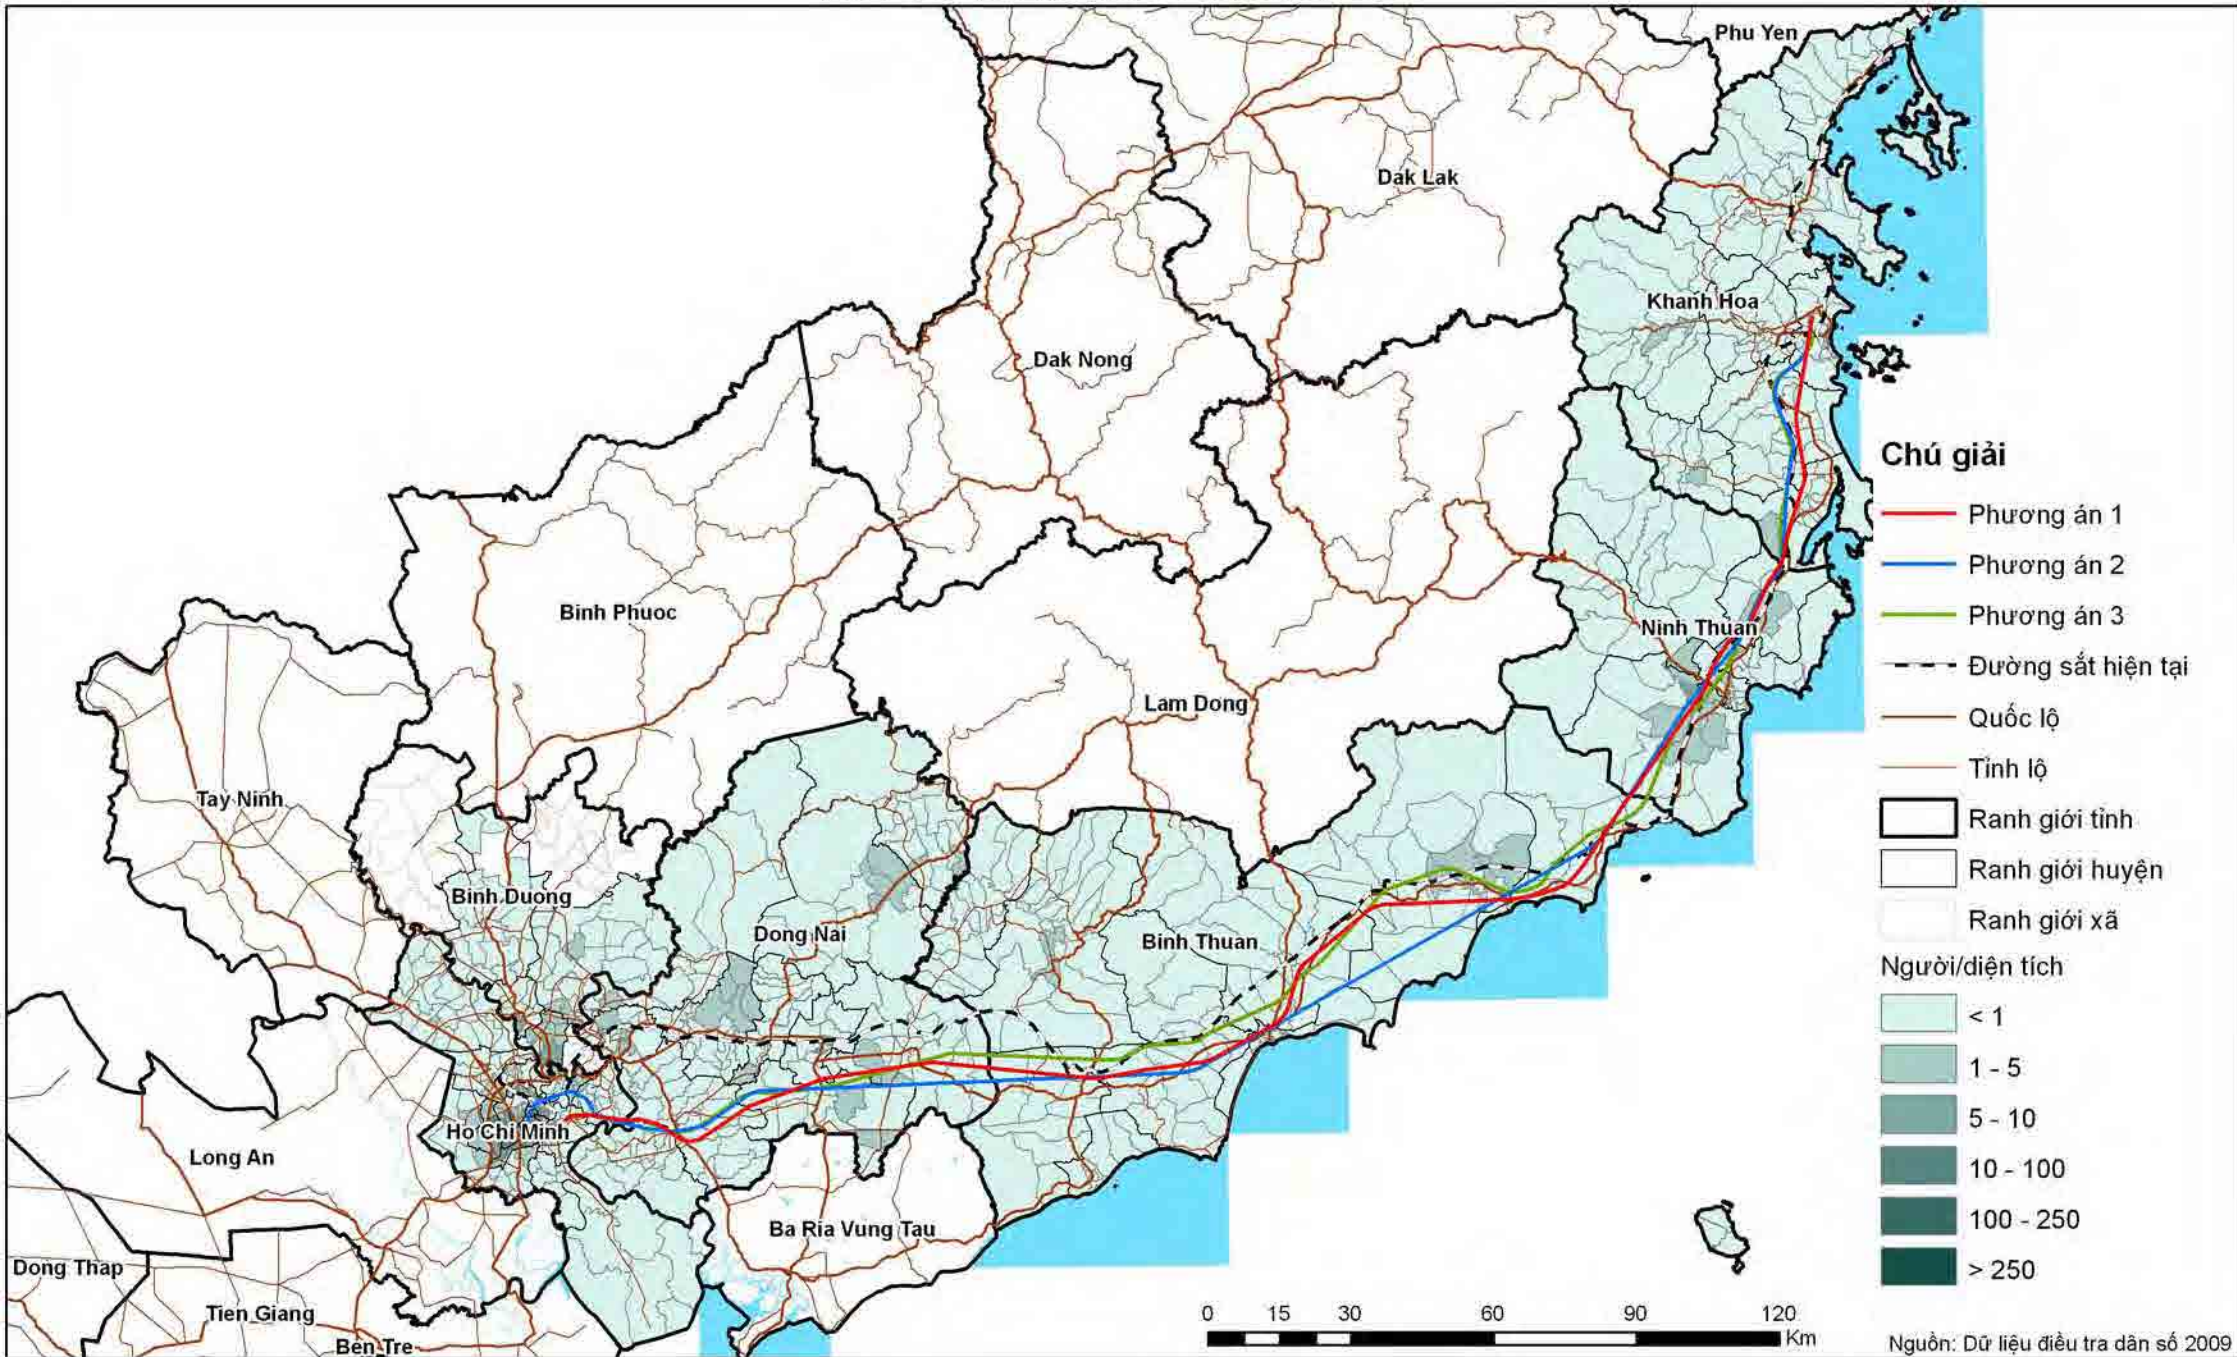 Phu Yen
Dak Lak
Khanh Hoa
Dak Nong
Binh Phuoc
Ninh Thuan
Lam Dong
Tay Ninh
Binh Duong
Dong Nai
Binh Thuan
Ho Chi Minh
Long An
Ba Ria Vung Tau
Dong Thap
Tien Giang
Ben Tre
Chú giải
Phương án 1
Phương án 2
Phương án 3
Đường sắt hiện tại
Quốc lộ
Tỉnh lộ
Ranh giới tỉnh
Ranh giới huyện
Ranh giới xã
Người/diện tích
< 1
1 - 5
5 - 10
10 - 100
100 - 250
> 250
0 15 30 60 90 120
Km
Nguồn: Dữ liệu điều tra dân số 2009